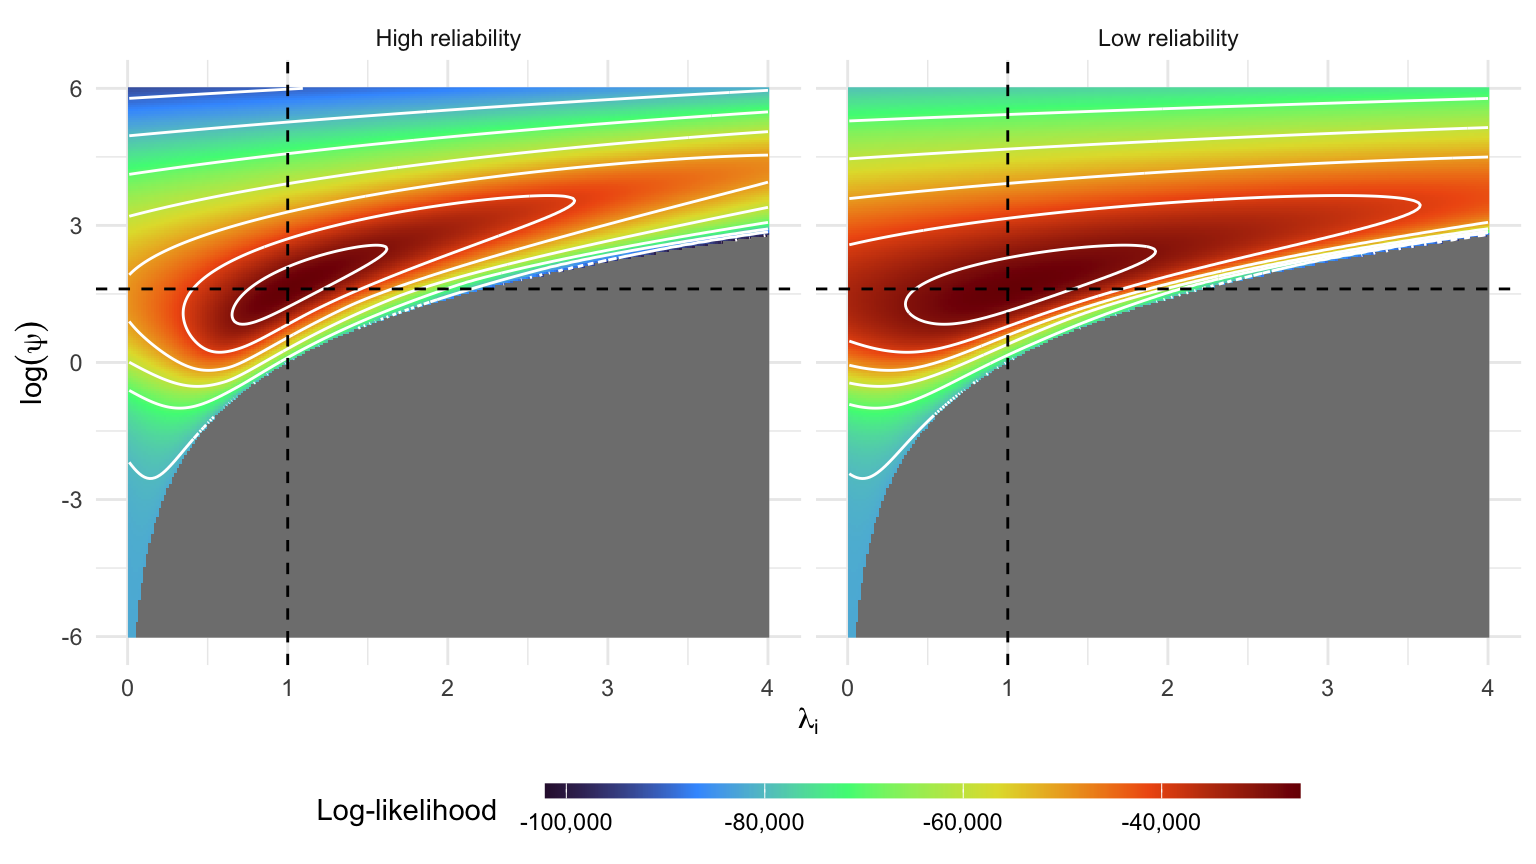 High reliability
Low reliability
6
3
0
-3
-6
log(ψ)
0 1 2 3 4
0 1 2 3 4
λi
Log-likelihood
-100,000 -80,000 -60,000 -40,000